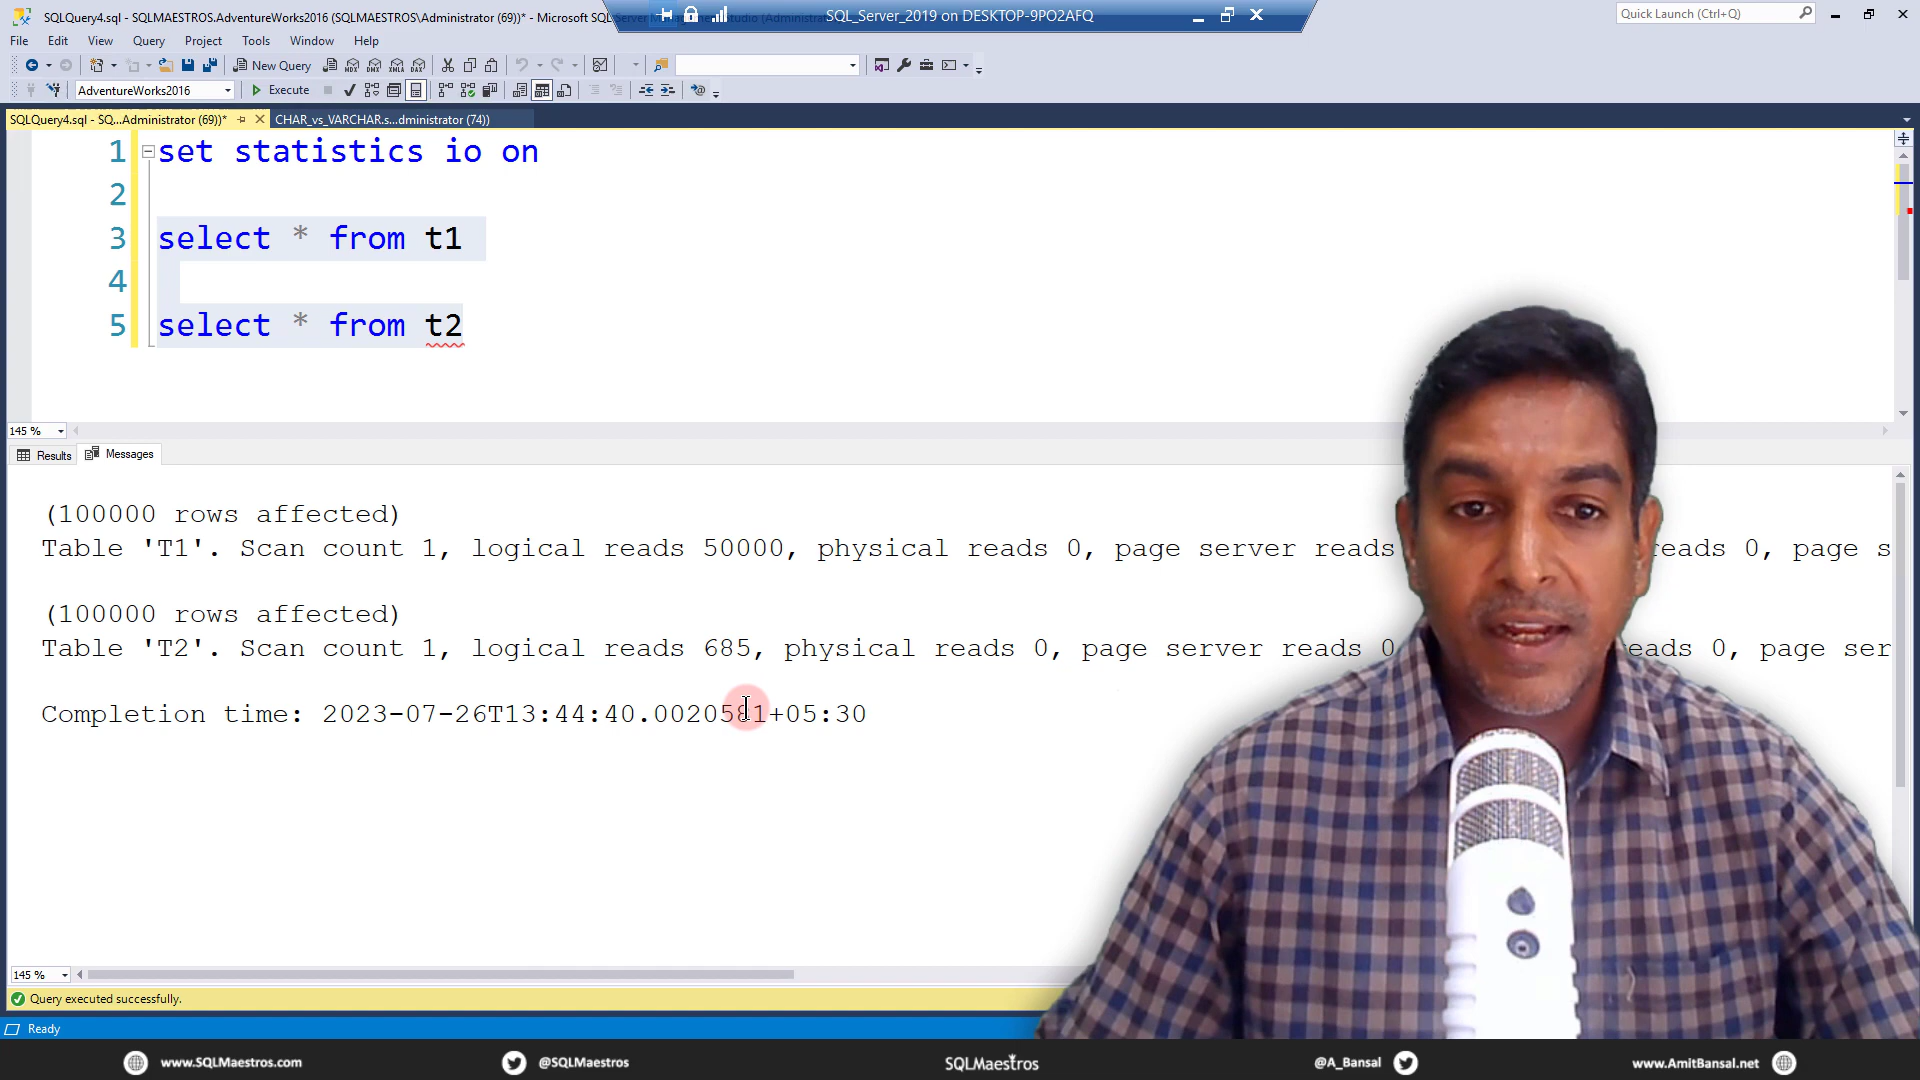 SQLQuery4.sql - SQLMAESTROS.AdventureWorks2016 (SQLMAESTROS\Administrator (69))* - Microsoft SQL
SQL_Server_2019 on DESKTOP-9PO2AFQ
Quick Launch (Ctrl+Q)
File Edit View Query Project Tools Window Help
New Query
AdventureWorks2016 Execute
SQLQuery4.sql - SQ...Administrator (69))* CHAR_vs_VARCHAR.s...dministrator (74))
1 set statistics io on
2
3 select * from t1
4
5 select * from t2
145 %
Results Messages
(100000 rows affected)
Table 'T1'. Scan count 1, logical reads 50000, physical reads 0, page server reads reads 0, page s
(100000 rows affected)
Table 'T2'. Scan count 1, logical reads 685, physical reads 0, page server reads 0 reads 0, page ser
Completion time: 2023-07-26T13:44:40.0020581+05:30
145 %
Query executed successfully.
Ready
www.SQLMaestros.com @SQLMaestros SQLMaestros @A_Bansal www.AmitBansal.net